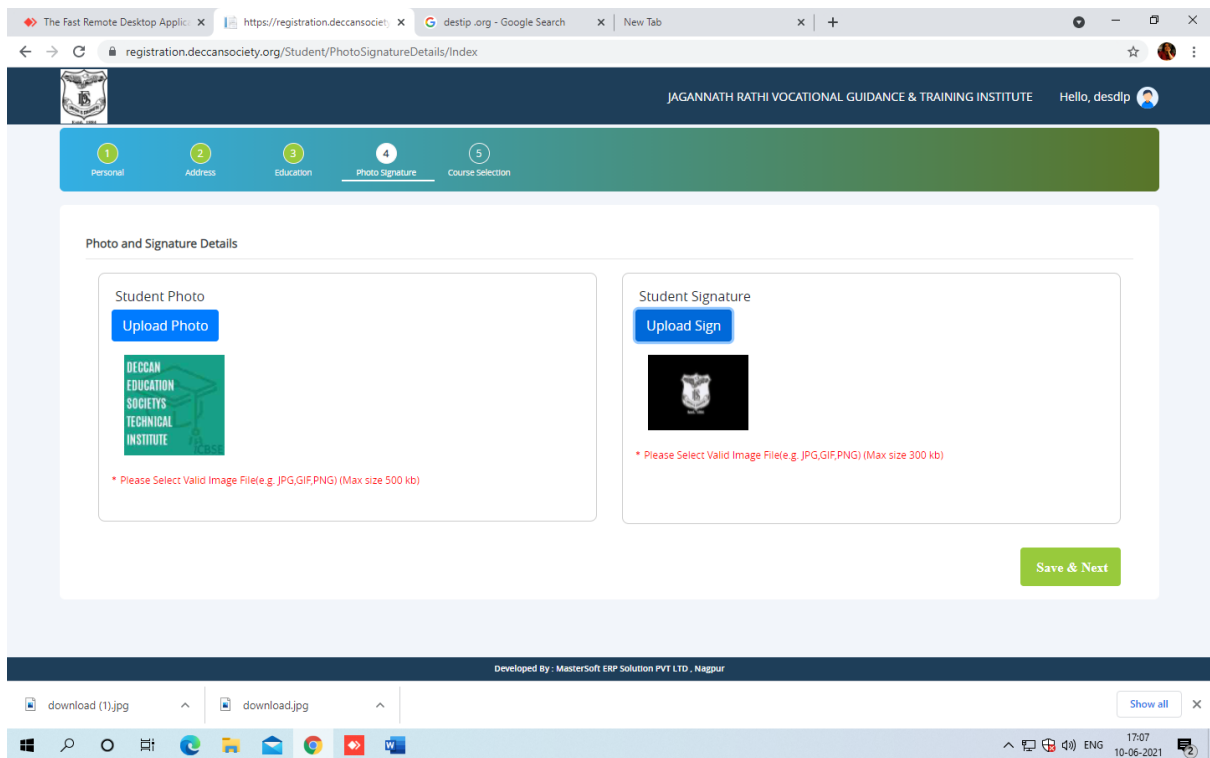 The Fast Remote Desktop Applic
https://registration.deccansociet
destip .org - Google Search
New Tab
registration.deccansociety.org/Student/PhotoSignatureDetails/Index
JAGANNATH RATHI VOCATIONAL GUIDANCE & TRAINING INSTITUTE
Hello, desdlp
1
2
3
4
5
Personal
Address
Education
Photo Signature
Course Selection
Photo and Signature Details
Student Photo
Upload Photo
DECCAN
EDUCATION
SOCIETYS
TECHNICAL
INSTITUTE
* Please Select Valid Image File(e.g. JPG,GIF,PNG) (Max size 500 kb)
Student Signature
Upload Sign
* Please Select Valid Image File(e.g. JPG,GIF,PNG) (Max size 300 kb)
Save & Next
Developed By : MasterSoft ERP Solution PVT LTD , Nagpur
download (1).jpg
download.jpg
Show all
ENG
17:07
10-06-2021
2